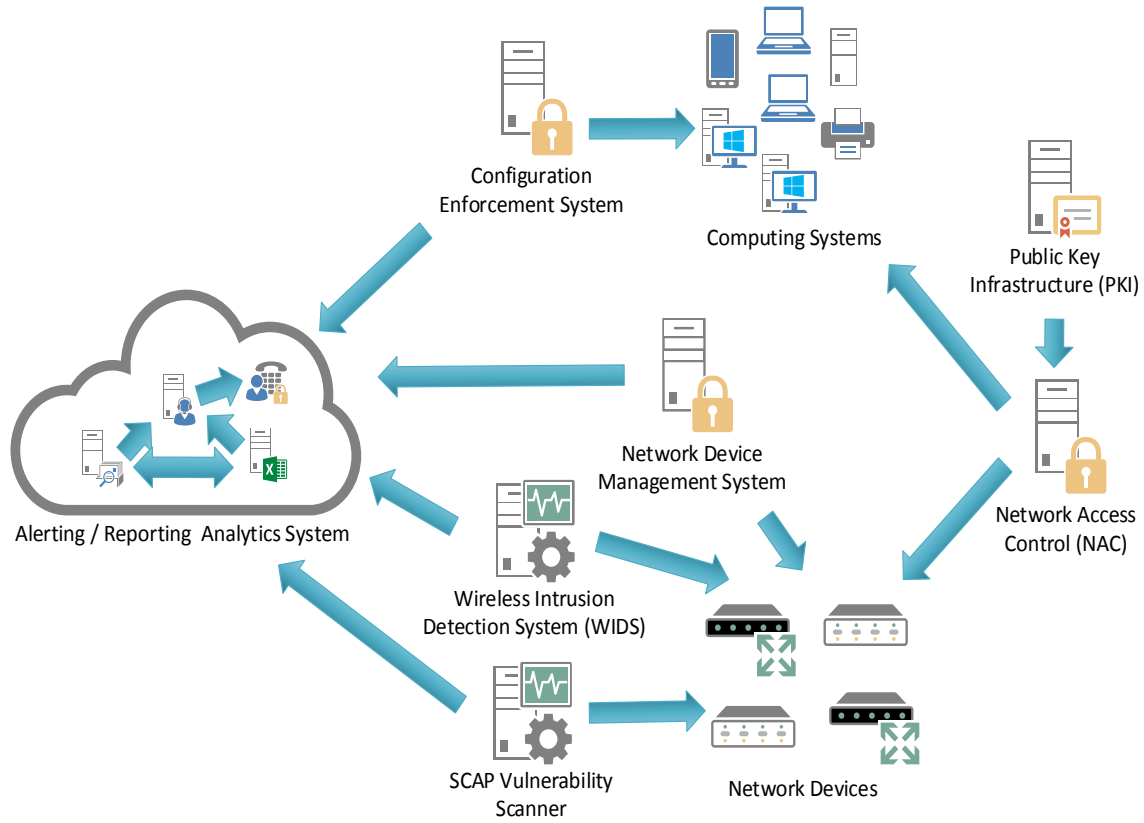 Configuration
Enforcement System
Computing Systems
Public Key
Infrastructure (PKI)
Network Device
Management System
Network Access
Control (NAC)
Alerting / Reporting Analytics System
X
Wireless Intrusion
Detection System (WIDS)
SCAP Vulnerability
Scanner
Network Devices